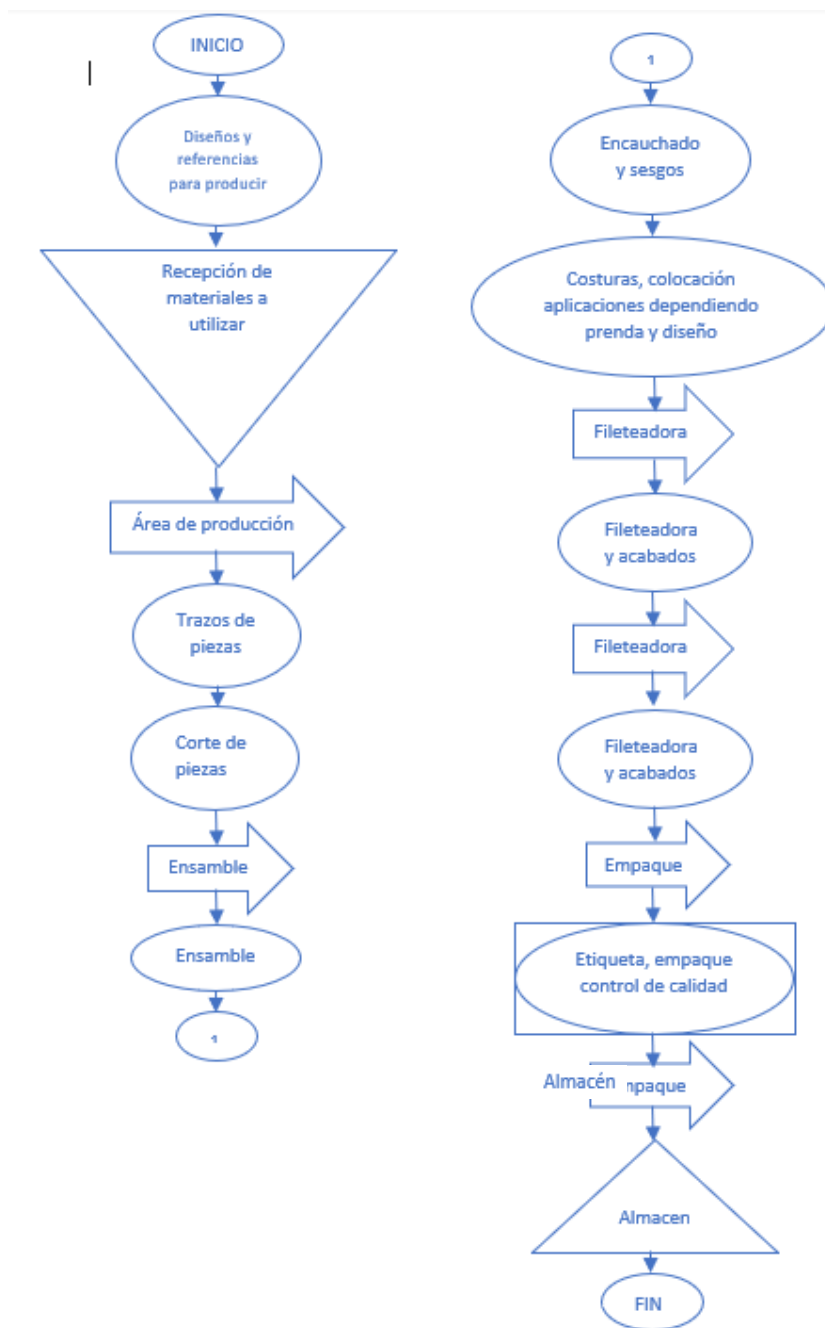 INICIO
Diseños y
referencias
para producir
Recepción de
materiales a
utilizar
Área de producción
Trazos de
piezas
Corte de
piezas
Ensamble
Ensamble
1
1
Encauchado
y sesgos
Costuras, colocación
aplicaciones dependiendo
prenda y diseño
Fileteadora
Fileteadora
y acabados
Fileteadora
Fileteadora
y acabados
Empaque
Etiqueta, empaque
control de calidad
Almacén mpaque
Almacen
FIN